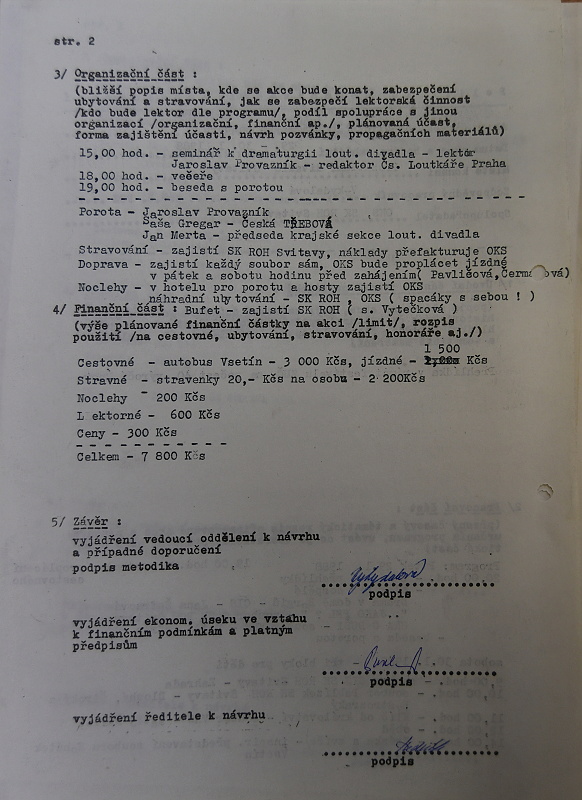 str. 2
3/ Organizační část :
(bližší popis místa, kde se akce bude konat, zabezpečení
ubytování a stravování, jak se zabezpečí lektorská činnost
/kdo bude lektor dle programu/, podíl spolupráce s jinou
organizací /organizační, finanční ap./, plánovaná účast,
forma zajištění účasti, návrh pozvánky, propagačních materiálů)
15,00 hod. - seminář k dramaturgii lout. divadla - lektor
Jaroslav Provazník - redaktor Čs. Loutkáře Praha
18,00 hod. - večeře
19,00 hod. - beseda s porotou
Porota - Jaroslav Provazník
Saša Gregar - Česká TŘEBOVÁ
Jan Merta - předseda krajské sekce lout. divadla
Stravování - zajistí SK ROH Svitavy, náklady přefakturuje OKS
Doprava - zajistí každý soubor sám, OKS bude proplácet jízdné
v pátek a sobotu hodinu před zahájením( Pavlišová,
Noclehy - v hotelu pro porotu a hosty zajistí OKS
náhradní ubytování - SK ROH , OKS ( spacáky s sebou ! )
4/ Finanční část : Bufet - zajistí SK ROH ( s. Vytečková )
(výše plánované finanční částky na akci /limit/, rozpis
použití /na cestovné, ubytování, stravování, honoráře aj./)
1 500
Cestovné - autobus Vsetín - 3 000 Kčs, jízdné - Kčs
Stravné - stravenky 20,- Kčs na osobu - 2 200Kčs
Noclehy - 200 Kčs
L ektorné - 600 Kčs
Ceny - 300 Kčs
Celkem - 7 800 Kčs
5/ Závěr :
vyjádření vedoucí oddělení k návrhu
a případné doporučení
podpis metodika
podpis
vyjádření ekonom. úseku ve vztahu
k finančním podmínkám a platným
předpisům
podpis
vyjádření ředitele k návrhu
podpis